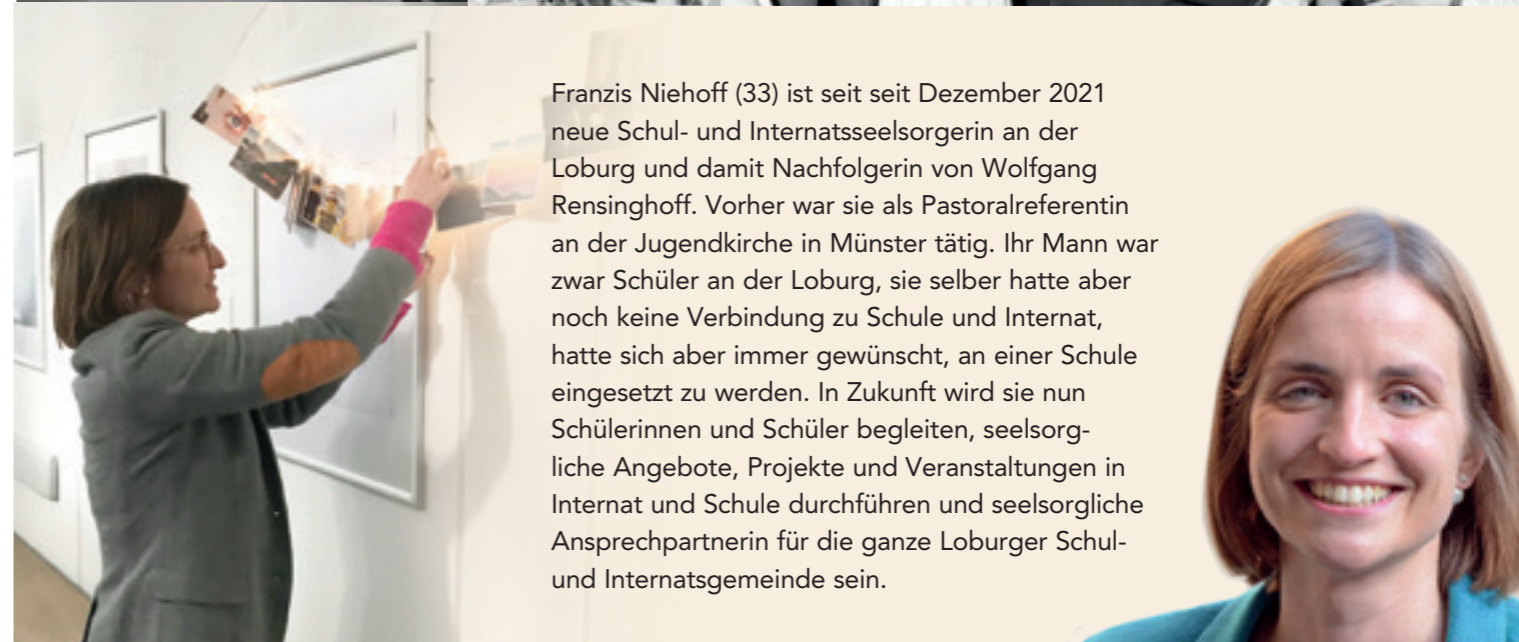 Franzis Niehoff (33) ist seit seit Dezember 2021
neue Schul- und Internatsseelsorgerin an der
Loburg und damit Nachfolgerin von Wolfgang
Rensinghoff. Vorher war sie als Pastoralreferentin
an der Jugendkirche in Münster tätig. Ihr Mann war
zwar Schüler an der Loburg, sie selber hatte aber
noch keine Verbindung zu Schule und Internat,
hatte sich aber immer gewünscht, an einer Schule
eingesetzt zu werden. In Zukunft wird sie nun
Schülerinnen und Schüler begleiten, seelsorg-
liche Angebote, Projekte und Veranstaltungen in
Internat und Schule durchführen und seelsorgliche
Ansprechpartnerin für die ganze Loburger Schul-
und Internatsgemeinde sein.